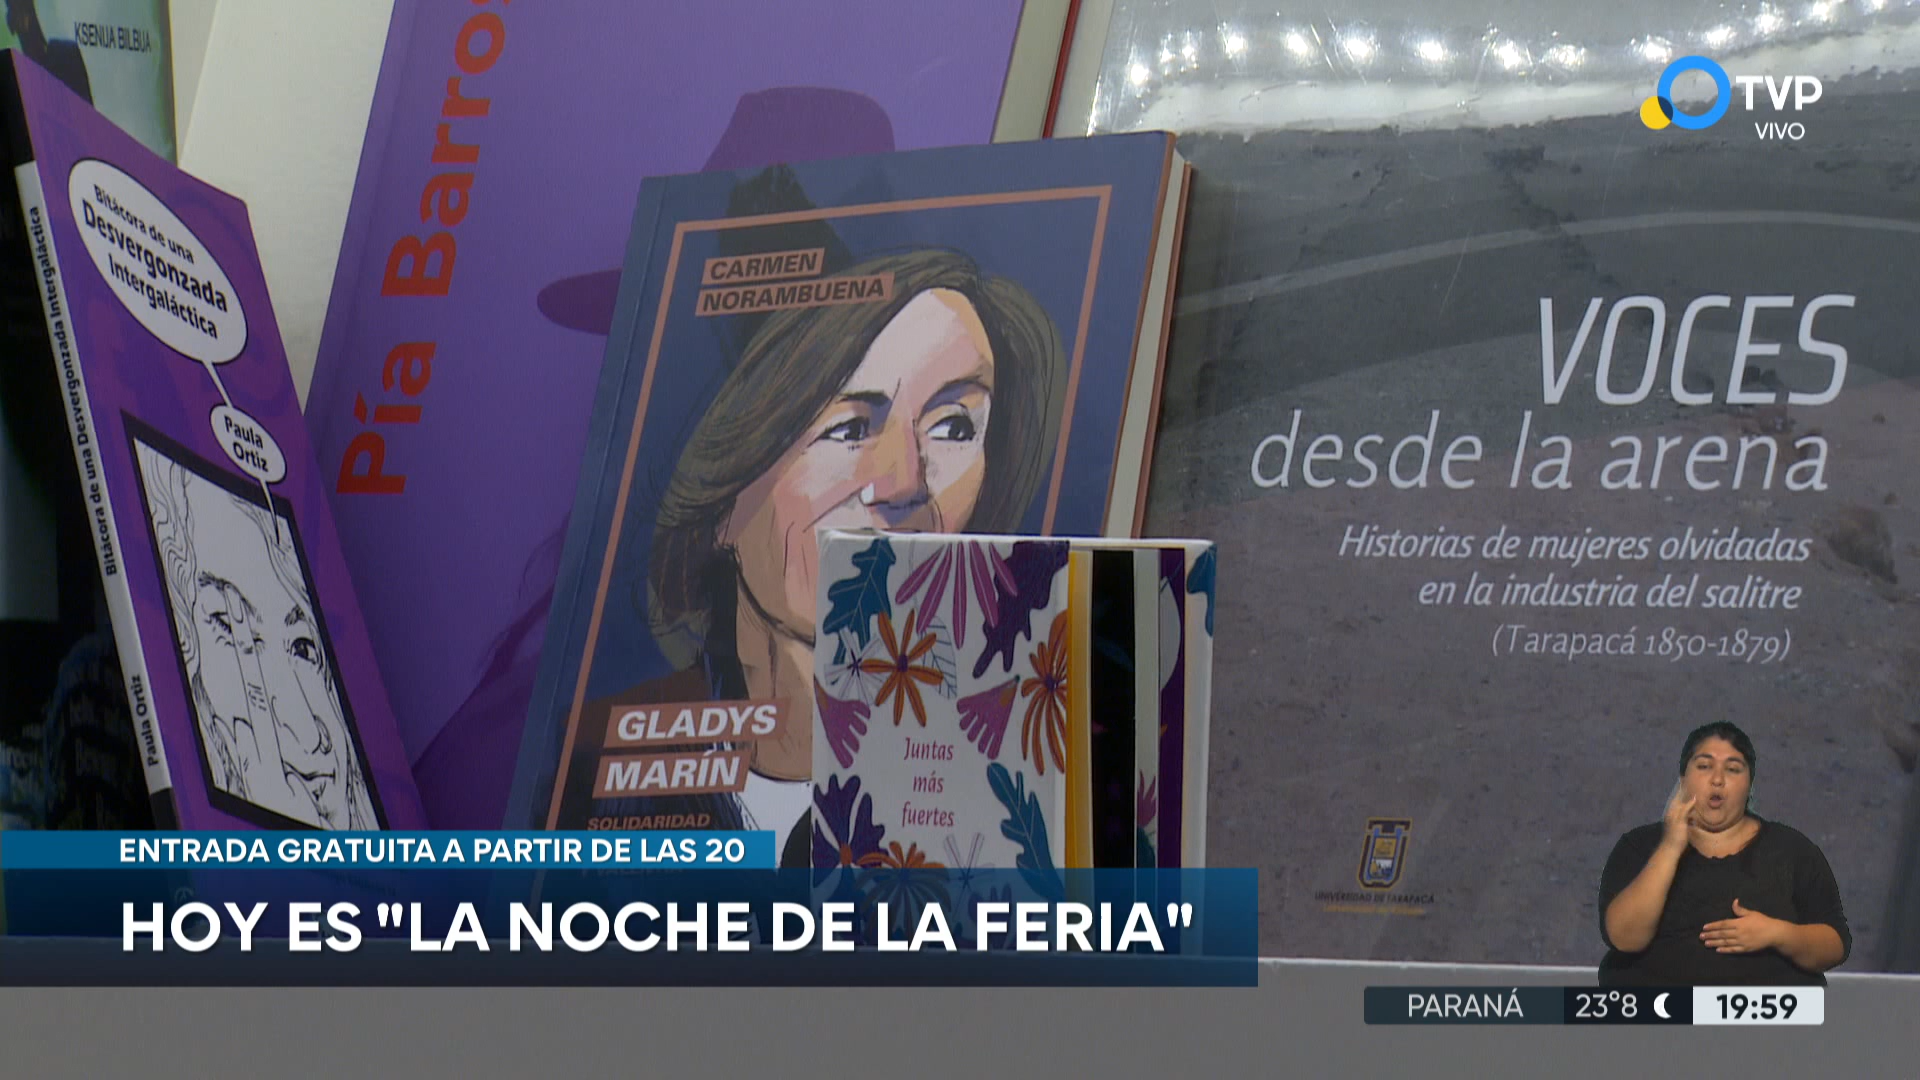 KSENIJA BILBIJA
TVP
VIVO
Bitácora de una
Desvergonzada
Intergaláctica
Paula
Ortiz
Bitácora de una Desvergonzada Intergaláctica
Paula Ortiz
Pía Barros
CARMEN
NORAMBUENA
GLADYS
MARÍN
SOLIDARIDAD
Juntas
más
fuertes
VOCES
desde la arena
Historias de mujeres olvidadas
en la industria del salitre
(Tarapacá 1850-1879)
UNIVERSIDAD DE TARAPACÁ
ENTRADA GRATUITA A PARTIR DE LAS 20
HOY ES "LA NOCHE DE LA FERIA"
PARANÁ
23°8
19:59